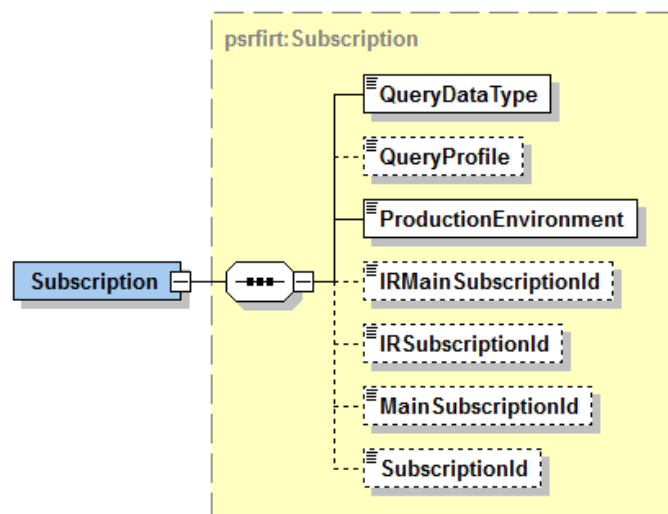 psrfirt:Subscription
QueryDataType
QueryProfile
ProductionEnvironment
Subscription
IRMainSubscriptionId
IRSubscriptionId
MainSubscriptionId
SubscriptionId